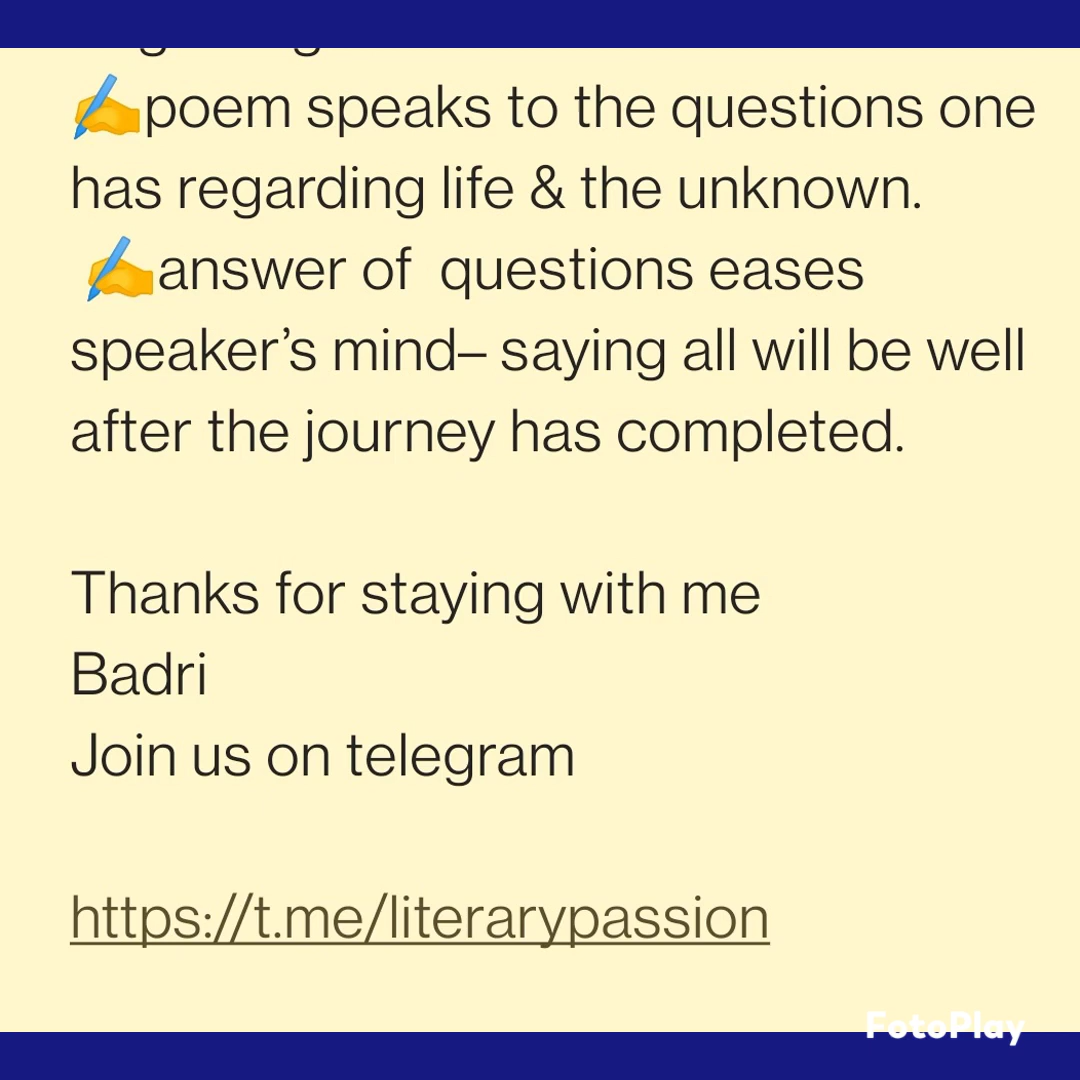 ✍️poem speaks to the questions one
has regarding life & the unknown.
✍️answer of  questions eases
speaker’s mind– saying all will be well
after the journey has completed.
Thanks for staying with me
Badri
Join us on telegram
https://t.me/literarypassion
FotoPlay